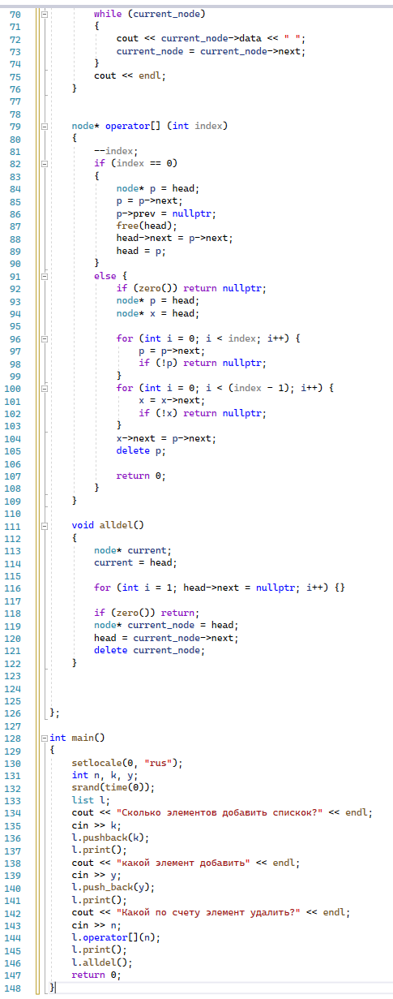 70 while (current_node)
71 {
72 cout << current_node->data << " ";
73 current_node = current_node->next;
74 }
75 cout << endl;
76 }
77
78
79 node* operator[] (int index)
80 {
81 --index;
82 if (index == 0)
83 {
84 node* p = head;
85 p = p->next;
86 p->prev = nullptr;
87 free(head);
88 head->next = p->next;
89 head = p;
90 }
91 else {
92 if (zero()) return nullptr;
93 node* p = head;
94 node* x = head;
95
96 for (int i = 0; i < index; i++) {
97 p = p->next;
98 if (!p) return nullptr;
99 }
100 for (int i = 0; i < (index - 1); i++) {
101 x = x->next;
102 if (!x) return nullptr;
103 }
104 x->next = p->next;
105 delete p;
106
107 return 0;
108 }
109 }
110
111 void alldel()
112 {
113 node* current;
114 current = head;
115
116 for (int i = 1; head->next = nullptr; i++) {}
117
118 if (zero()) return;
119 node* current_node = head;
120 head = current_node->next;
121 delete current_node;
122 }
123
124
125
126 };
127
128 int main()
129 {
130 setlocale(0, "rus");
131 int n, k, y;
132 srand(time(0));
133 list l;
134 cout << "Сколько элементов добавить спискок?" << endl;
135 cin >> k;
136 l.pushback(k);
137 l.print();
138 cout << "какой элемент добавить" << endl;
139 cin >> y;
140 l.push_back(y);
141 l.print();
142 cout << "Какой по счету элемент удалить?" << endl;
143 cin >> n;
144 l.operator[](n);
145 l.print();
146 l.alldel();
147 return 0;
148 }